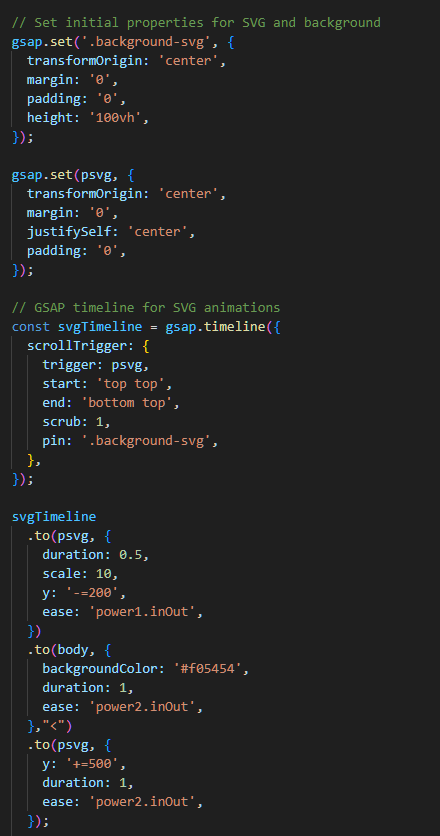 // Set initial properties for SVG and background
gsap.set('.background-svg', {
  transformOrigin: 'center',
  margin: '0',
  padding: '0',
  height: '100vh',
});

gsap.set(psvg, {
  transformOrigin: 'center',
  margin: '0',
  justifySelf: 'center',
  padding: '0',
});

// GSAP timeline for SVG animations
const svgTimeline = gsap.timeline({
  scrollTrigger: {
    trigger: psvg,
    start: 'top top',
    end: 'bottom top',
    scrub: 1,
    pin: '.background-svg',
  },
});

svgTimeline
  .to(psvg, {
    duration: 0.5,
    scale: 10,
    y: '-=200',
    ease: 'power1.inOut',
  })
  .to(body, {
    backgroundColor: '#f05454',
    duration: 1,
    ease: 'power2.inOut',
  },"<")
  .to(psvg, {
    y: '+=500',
    duration: 1,
    ease: 'power2.inOut',
  });